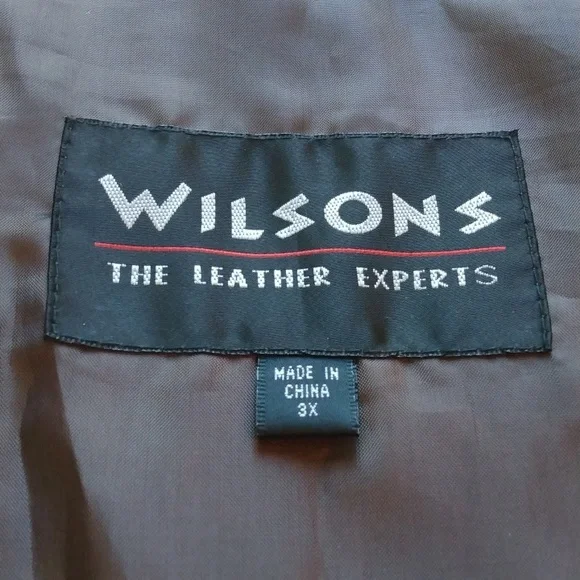 WILSONS
THE LEATHER EXPERTS
MADE IN
CHINA
3X